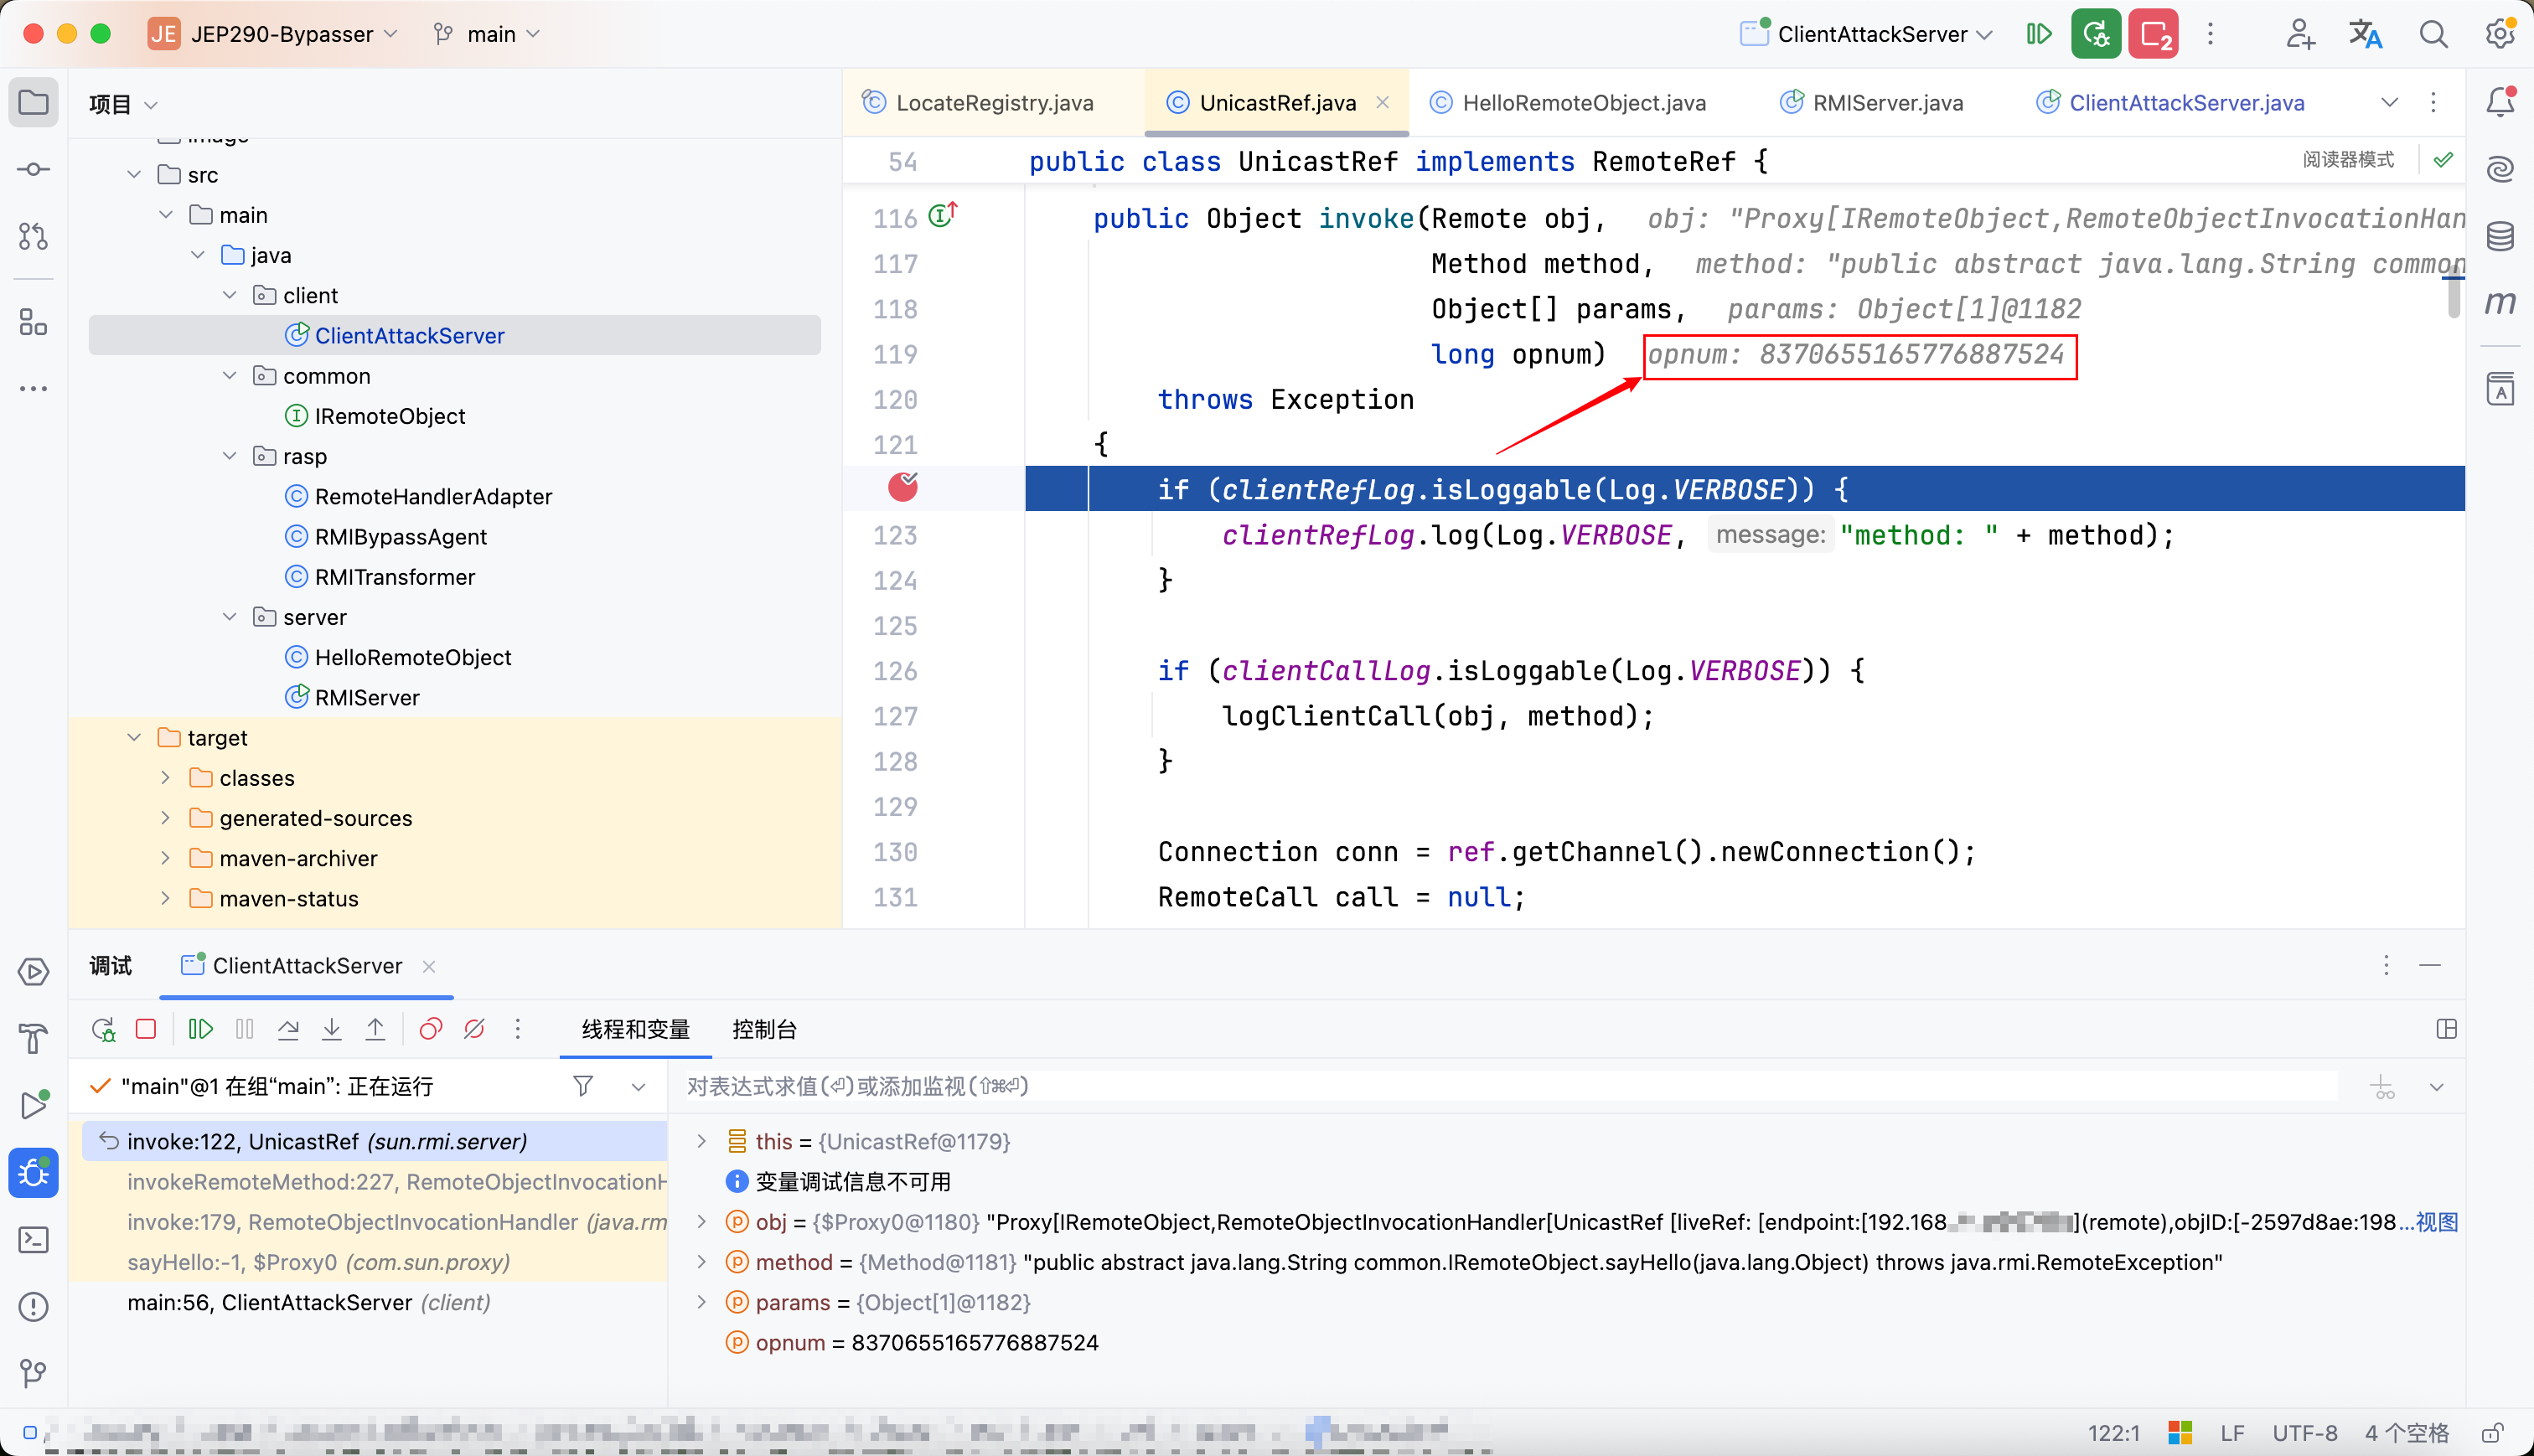 JE JEP290-Bypasser main ClientAttackServer 2
项目
LocateRegistry.java UnicastRef.java HelloRemoteObject.java RMIServer.java ClientAttackServer.java
image
src
main
java
client
ClientAttackServer
common
IRemoteObject
rasp
RemoteHandlerAdapter
RMIBypassAgent
RMITransformer
server
HelloRemoteObject
RMIServer
target
classes
generated-sources
maven-archiver
maven-status
54 public class UnicastRef implements RemoteRef { 阅读器模式
116 public Object invoke(Remote obj, obj: "Proxy[IRemoteObject,RemoteObjectInvocationHan
117 Method method, method: "public abstract java.lang.String common
118 Object[] params, params: Object[1]@1182
119 long opnum) opnum: 8370655165776887524
120 throws Exception
121 {
if (clientRefLog.isLoggable(Log.VERBOSE)) {
123 clientRefLog.log(Log.VERBOSE, message: "method: " + method);
124 }
125
126 if (clientCallLog.isLoggable(Log.VERBOSE)) {
127 logClientCall(obj, method);
128 }
129
130 Connection conn = ref.getChannel().newConnection();
131 RemoteCall call = null;
调试 ClientAttackServer
线程和变量 控制台
"main"@1 在组“main”: 正在运行
对表达式求值(⏎)或添加监视(⇧⌘⏎)
invoke:122, UnicastRef (sun.rmi.server)
invokeRemoteMethod:227, RemoteObjectInvocationH
invoke:179, RemoteObjectInvocationHandler (java.rm
sayHello:-1, $Proxy0 (com.sun.proxy)
main:56, ClientAttackServer (client)
this = {UnicastRef@1179}
变量调试信息不可用
obj = {$Proxy0@1180} "Proxy[IRemoteObject,RemoteObjectInvocationHandler[UnicastRef [liveRef: [endpoint:[192.168 ](remote),objID:[-2597d8ae:198 ...视图
method = {Method@1181} "public abstract java.lang.String common.IRemoteObject.sayHello(java.lang.Object) throws java.rmi.RemoteException"
params = {Object[1]@1182}
opnum = 8370655165776887524
122:1 LF UTF-8 4 个空格